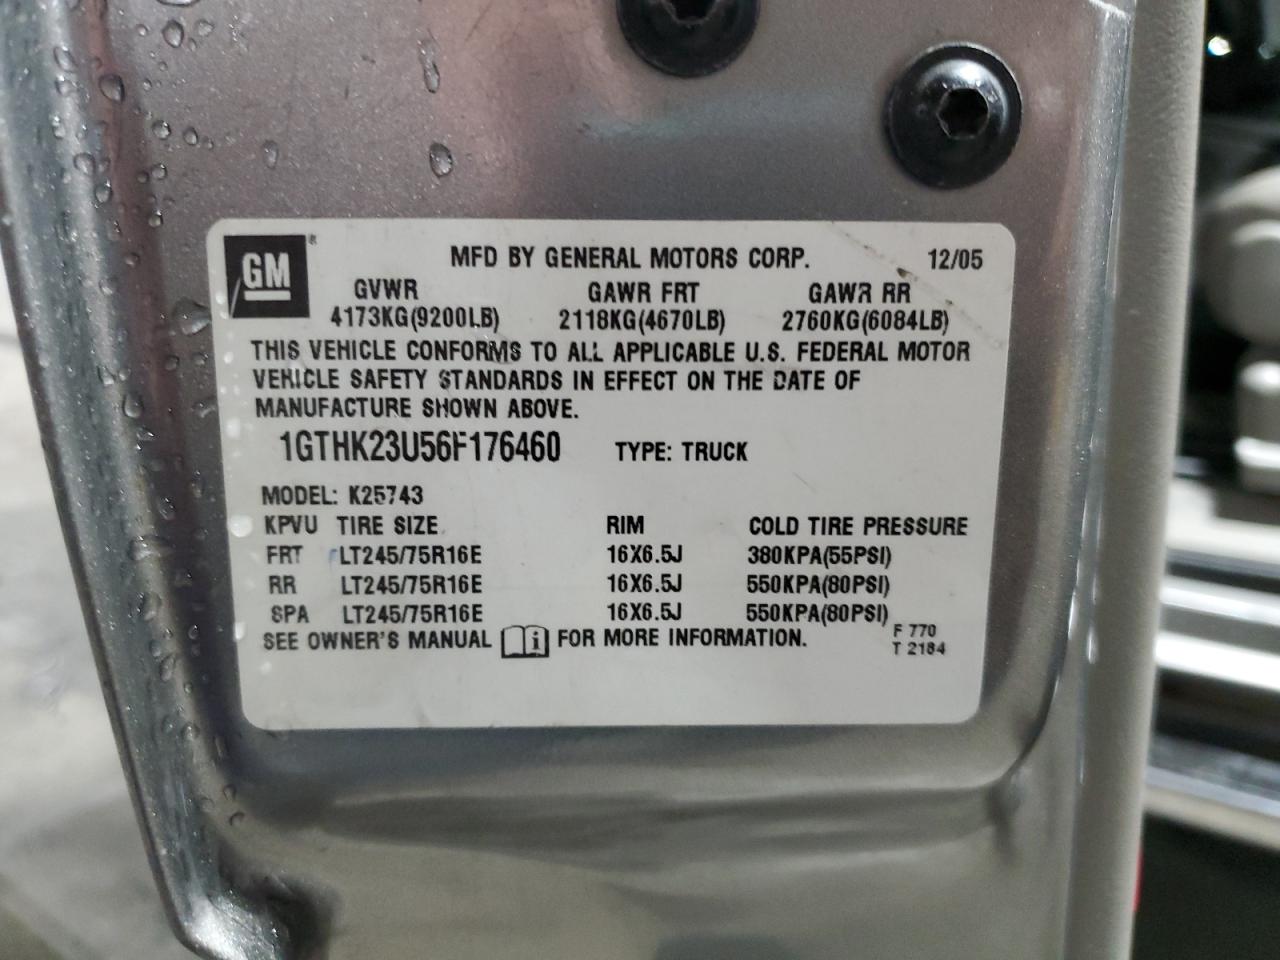 GM ® MFD BY GENERAL MOTORS CORP. 12/05
GVWR GAWR FRT GAWR RR
4173KG(9200LB) 2118KG(4670LB) 2760KG(6084LB)
THIS VEHICLE CONFORMS TO ALL APPLICABLE U.S. FEDERAL MOTOR
VEHICLE SAFETY STANDARDS IN EFFECT ON THE DATE OF
MANUFACTURE SHOWN ABOVE.
1GTHK23U56F176460 TYPE: TRUCK
MODEL: K25743
KPVU TIRE SIZE RIM COLD TIRE PRESSURE
FRT LT245/75R16E 16X6.5J 380KPA(55PSI)
RR LT245/75R16E 16X6.5J 550KPA(80PSI)
SPA LT245/75R16E 16X6.5J 550KPA(80PSI)
SEE OWNER'S MANUAL i FOR MORE INFORMATION.
F 770
T 2184